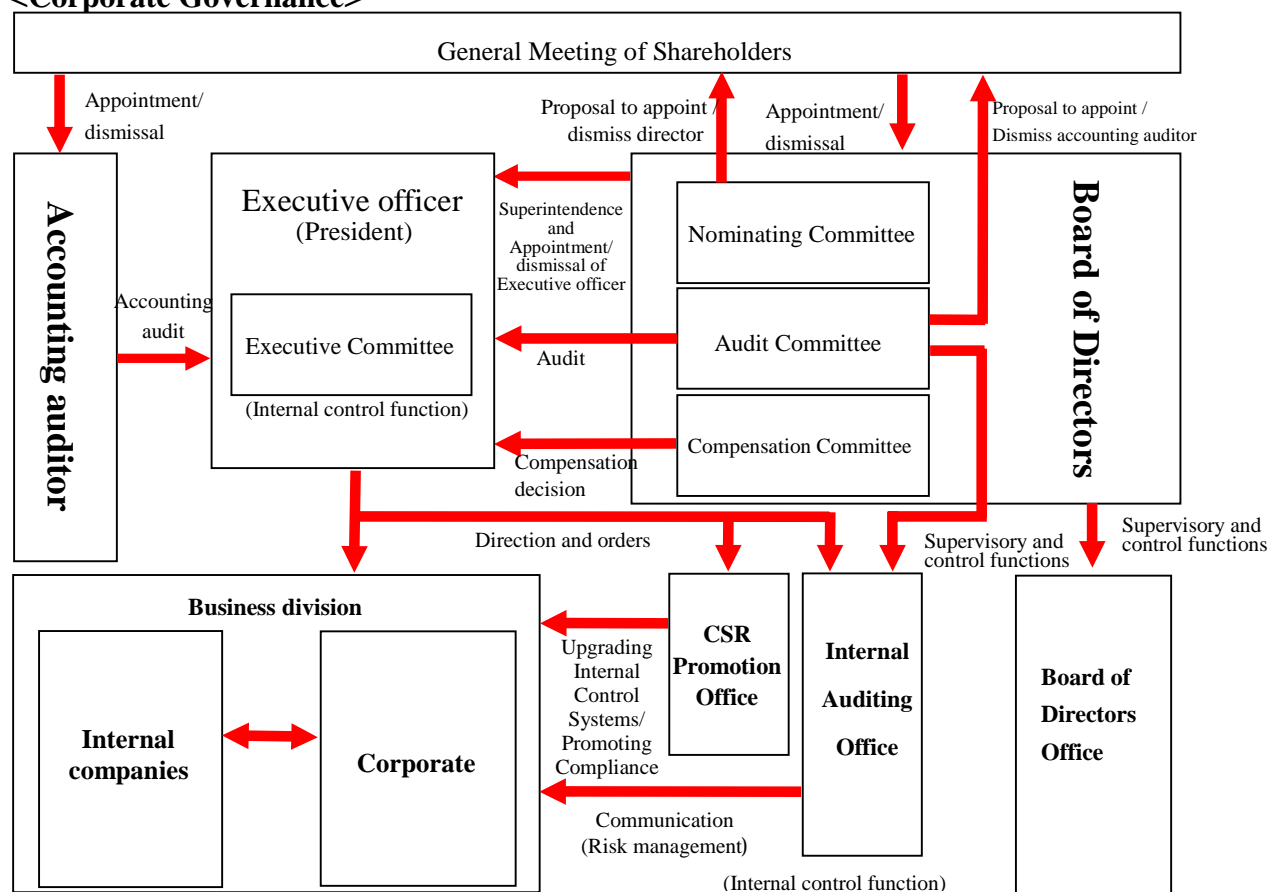 <Corporate Governance>
General Meeting of Shareholders
Appointment/
dismissal
Proposal to appoint /
dismiss director
Appointment/
dismissal
Proposal to appoint /
Dismiss accounting auditor
Accounting auditor
Accounting
audit
Executive officer
(President)
Executive Committee
(Internal control function)
Superintendence
and
Appointment/
dismissal of
Executive officer
Audit
Compensation
decision
Nominating Committee
Audit Committee
Compensation Committee
Board of Directors
Direction and orders
Supervisory and
control functions
Supervisory and
control functions
Business division
Internal
companies
Corporate
Upgrading
Internal
Control
Systems/
Promoting
Compliance
CSR
Promotion
Office
Internal
Auditing
Office
Board of
Directors
Office
Communication
(Risk management)
(Internal control function)